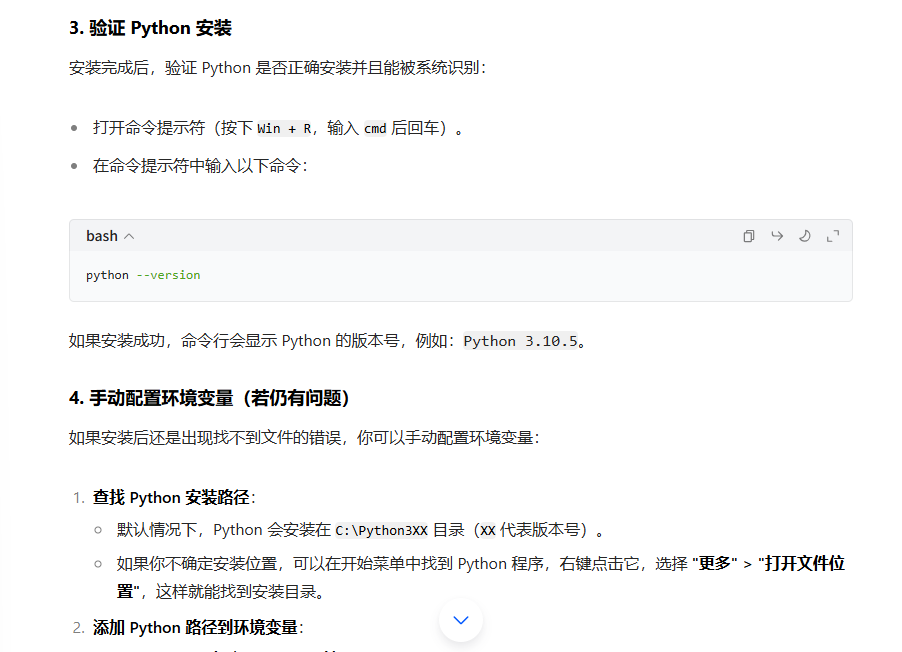 3. 验证 Python 安装
安装完成后，验证 Python 是否正确安装并且能被系统识别：
打开命令提示符（按下 Win + R，输入 cmd 后回车）。
在命令提示符中输入以下命令：
bash
python --version
如果安装成功，命令行会显示 Python 的版本号，例如：Python 3.10.5。
4. 手动配置环境变量（若仍有问题）
如果安装后还是出现找不到文件的错误，你可以手动配置环境变量：
1. 查找 Python 安装路径：
默认情况下，Python 会安装在 C:\Python3XX 目录（XX 代表版本号）。
如果你不确定安装位置，可以在开始菜单中找到 Python 程序，右键点击它，选择 "更多" > "打开文件位
置"，这样就能找到安装目录。
2. 添加 Python 路径到环境变量：